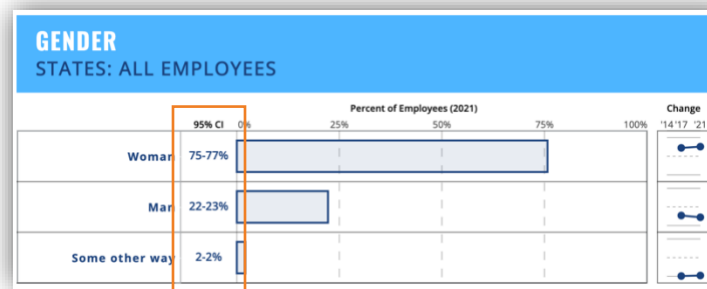 GENDER
STATES: ALL EMPLOYEES
Percent of Employees (2021)
Change
95% CI 0% 25% 50% 75% 100% '14 '17 '21
Woman 75-77%
Man 22-23%
Some other way 2-2%